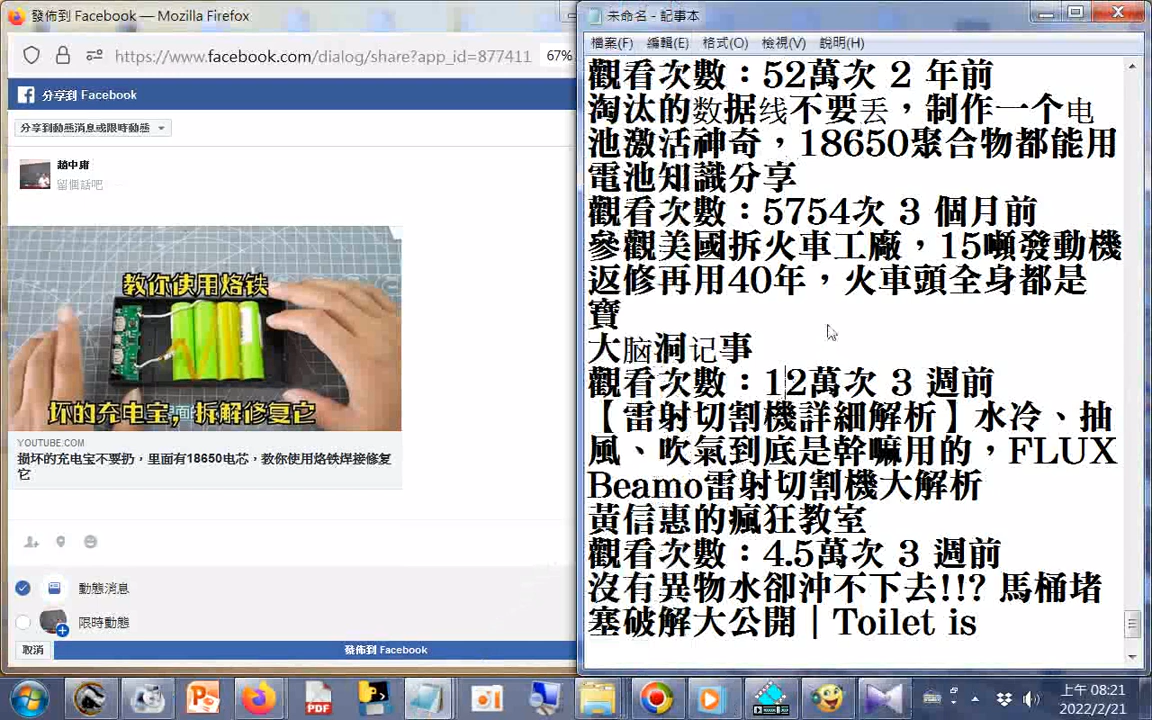 發佈到 Facebook — Mozilla Firefox
https://www.facebook.com/dialog/share?app_id=877411
67%
分享到 Facebook
分享到動態消息或限時動態
趙中庸
留個話吧
教你使用烙铁
坏的充电宝，拆解修复它
YOUTUBE.COM
损坏的充电宝不要扔，里面有18650电芯，教你使用烙铁焊接修复
它
動態消息
限時動態
取消
發佈到 Facebook
未命名 - 記事本
檔案(F) 編輯(E) 格式(O) 檢視(V) 說明(H)
觀看次數：52萬次 2 年前
淘汰的数据线不要丢，制作一个电
池激活神奇，18650聚合物都能用
電池知識分享
觀看次數：5754次 3 個月前
參觀美國拆火車工廠，15噸發動機
返修再用40年，火車頭全身都是
寶
大脑洞记事
觀看次數：12萬次 3 週前
【雷射切割機詳細解析】水冷、抽
風、吹氣到底是幹嘛用的，FLUX
Beamo雷射切割機大解析
黃信惠的瘋狂教室
觀看次數：4.5萬次 3 週前
沒有異物水卻沖不下去!!? 馬桶堵
塞破解大公開 | Toilet is
上午 08:21
2022/2/21